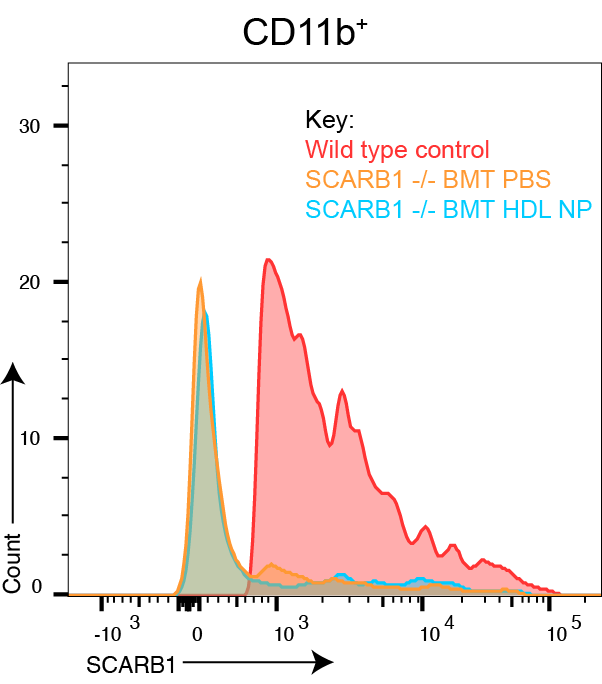 CD11b+
Key:
Wild type control
SCARB1 -/- BMT PBS
SCARB1 -/- BMT HDL NP
30
20
10
0
Count
-10 3
0
10 3
10 4
10 5
SCARB1